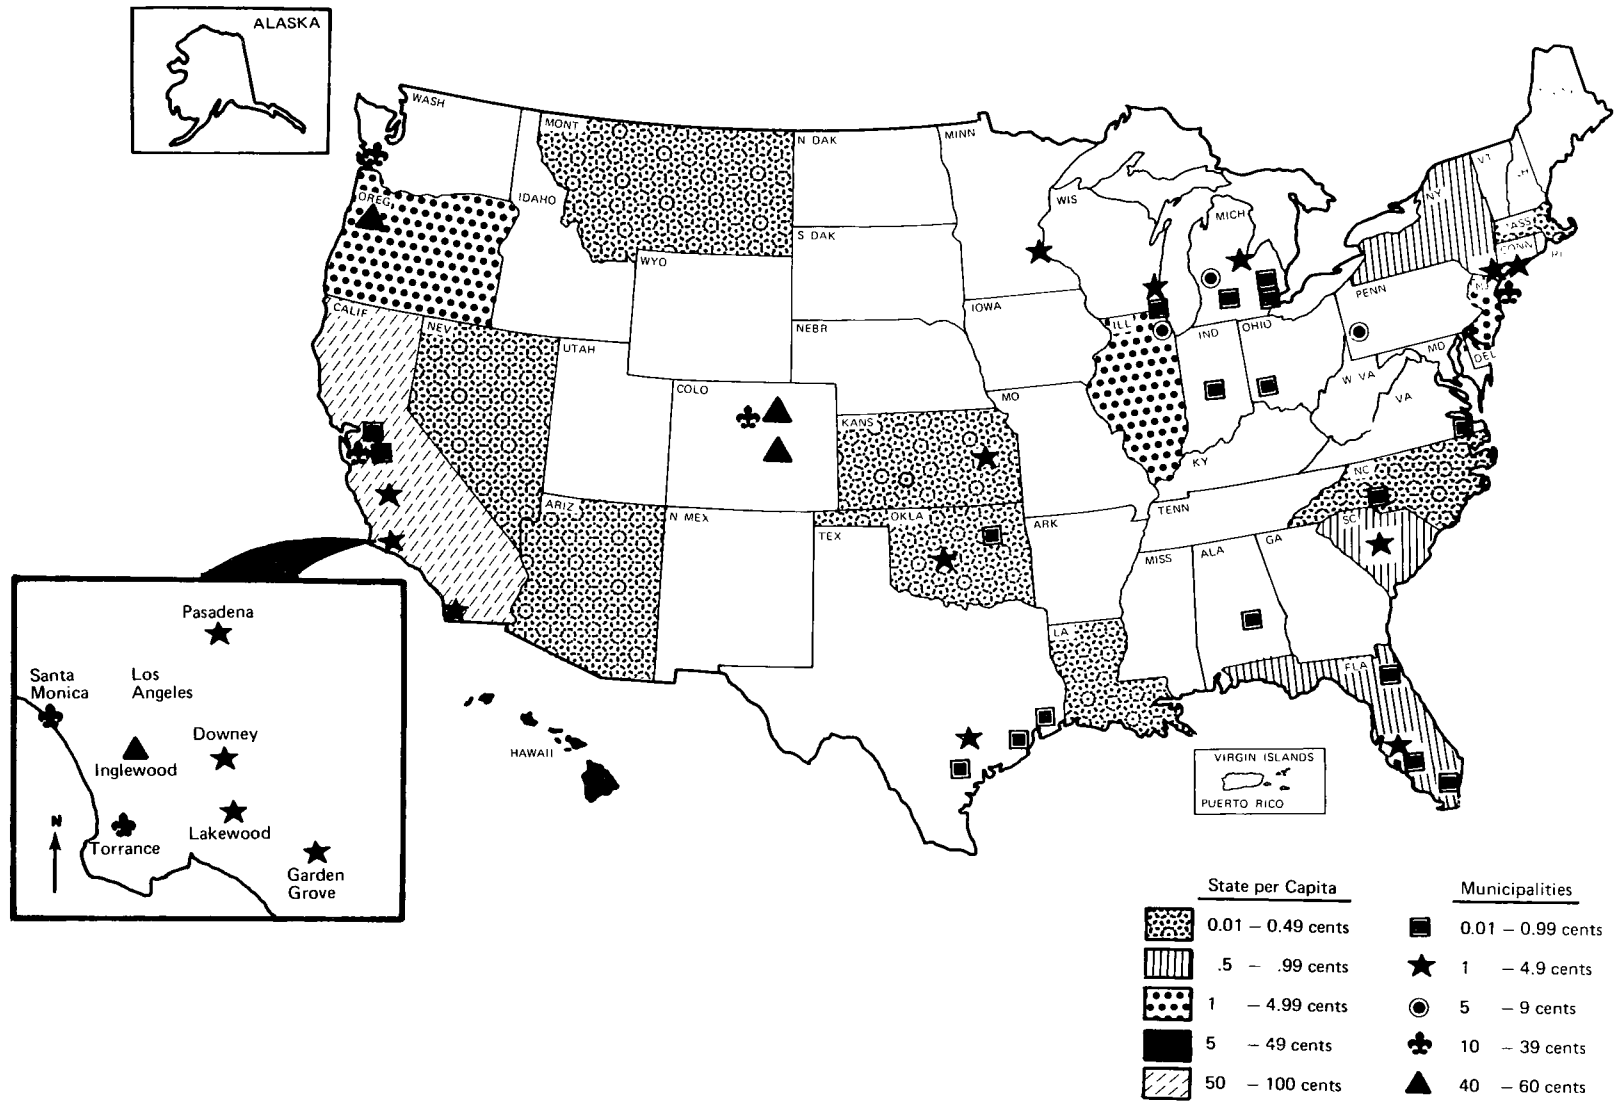 ALASKA
WASH
MONT
N DAK
MINN
OREG
IDAHO
WIS
MICH
NY
VT
S DAK
WYO
MASS
CONN
RI
CALIF
NEV
UTAH
NEBR
IOWA
ILL
IND
OHIO
PENN
NJ
MD
DEL
W VA
VA
COLO
KANS
MO
KY
NC
ARIZ
N MEX
TEX
OKLA
ARK
TENN
SC
MISS
ALA
GA
LA
FLA
HAWAII
VIRGIN ISLANDS
PUERTO RICO
Pasadena
Santa
Monica
Los
Angeles
Downey
Inglewood
N
Torrance
Lakewood
Garden
Grove
State per Capita
0.01 – 0.49 cents
.5 – .99 cents
1 – 4.99 cents
5 – 49 cents
50 – 100 cents
Municipalities
0.01 – 0.99 cents
1 – 4.9 cents
5 – 9 cents
10 – 39 cents
40 – 60 cents